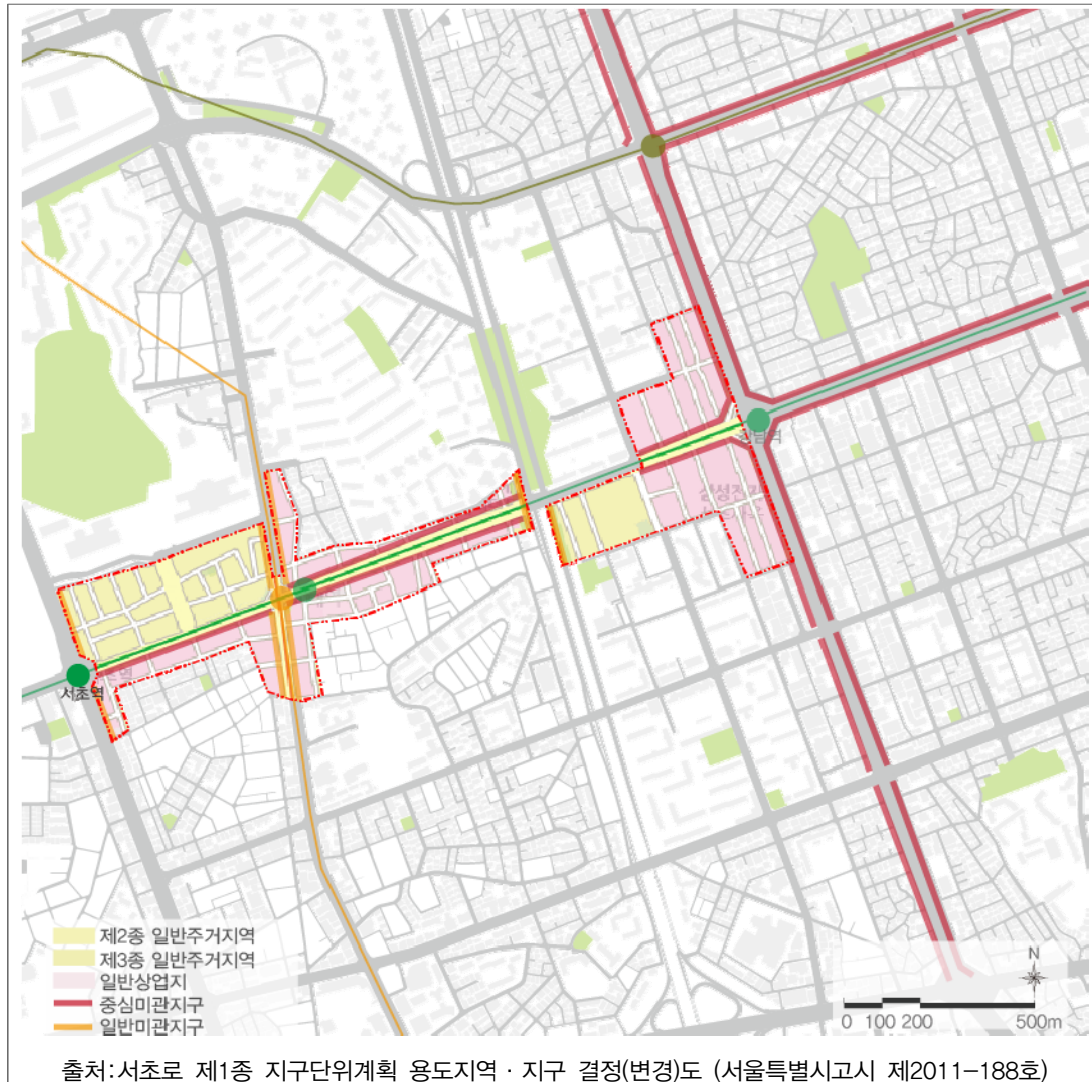 강남역
서초역
제2종 일반주거지역
제3종 일반주거지역
일반상업지
중심미관지구
일반미관지구
N
0 100 200 500m
출처:서초로 제1종 지구단위계획 용도지역 · 지구 결정(변경)도 (서울특별시고시 제2011-188호)